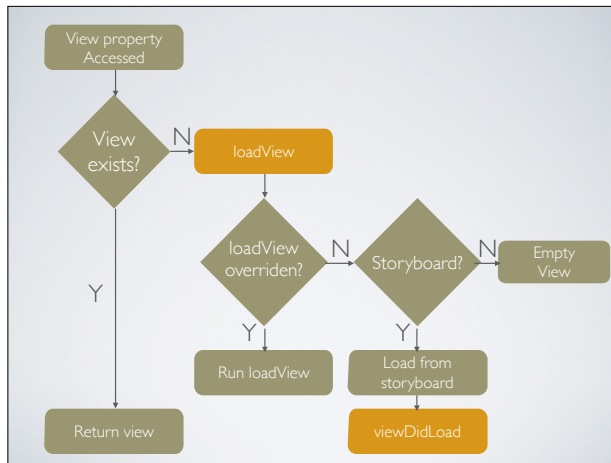 View property
Accessed
View
exists?
N
loadView
loadView
overriden?
N
Storyboard?
N
Empty
View
Y
Y
Y
Run loadView
Load from
storyboard
Return view
viewDidLoad